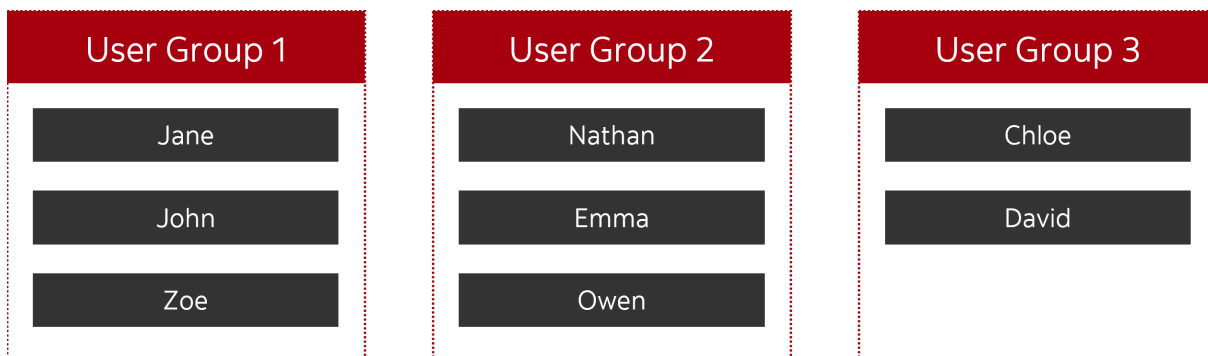 User Group 1
Jane
John
Zoe
User Group 2
Nathan
Emma
Owen
User Group 3
Chloe
David